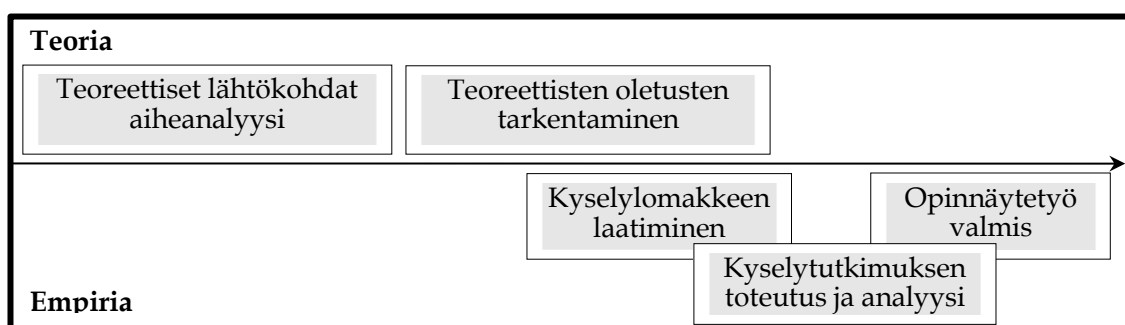 Teoria
Teoreettiset lähtökohdat
aiheanalyysi
Teoreettisten oletusten
tarkentaminen
Kyselylomakkeen
laatiminen
Opinnäytetyö
valmis
Kyselytutkimuksen
toteutus ja analyysi
Empiria